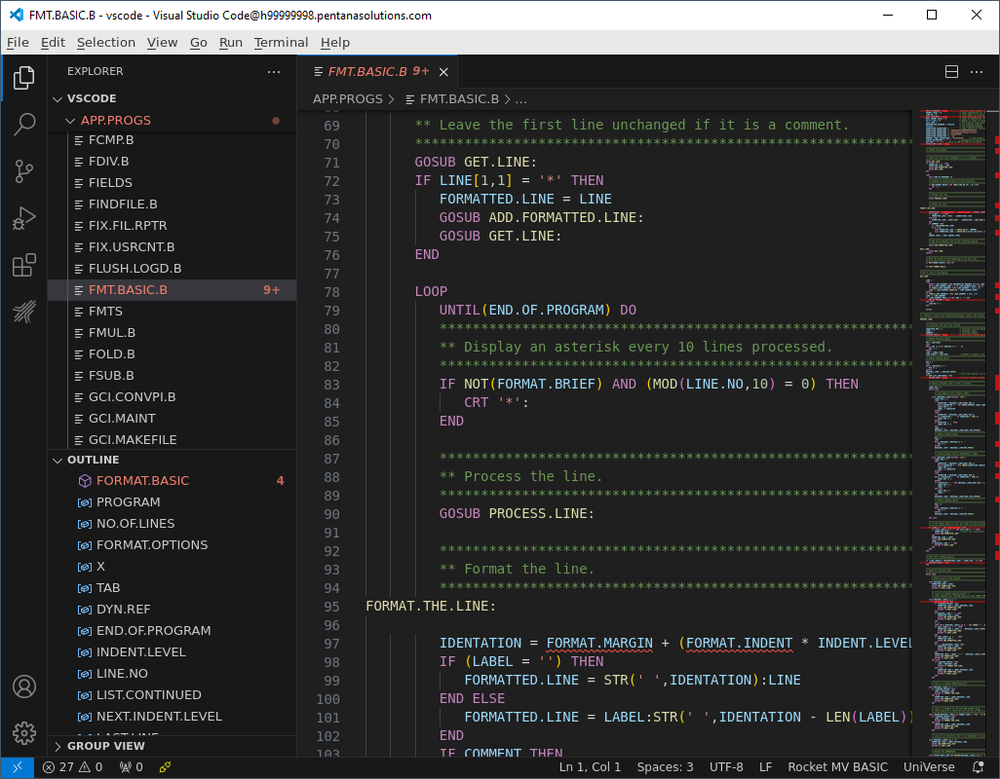 FMT.BASIC.B - vscode - Visual Studio Code@h99999998.pentanasolutions.com
File Edit Selection View Go Run Terminal Help
EXPLORER
VSCODE
APP.PROGS
FCMP.B
FDIV.B
FIELDS
FINDFILE.B
FIX.FIL.RPTR
FIX.USRCNT.B
FLUSH.LOGD.B
FMT.BASIC.B 9+
FMTS
FMUL.B
FOLD.B
FSUB.B
GCI.CONVPI.B
GCI.MAINT
GCI.MAKEFILE
OUTLINE
FORMAT.BASIC 4
PROGRAM
NO.OF.LINES
FORMAT.OPTIONS
X
TAB
DYN.REF
END.OF.PROGRAM
INDENT.LEVEL
LINE.NO
LIST.CONTINUED
NEXT.INDENT.LEVEL
LAST.LINE
GROUP VIEW
FMT.BASIC.B 9+
APP.PROGS > FMT.BASIC.B > ...
68
69 ** Leave the first line unchanged if it is a comment.
70 *************************************************************
71 GOSUB GET.LINE:
72 IF LINE[1,1] = '*' THEN
73 FORMATTED.LINE = LINE
74 GOSUB ADD.FORMATTED.LINE:
75 GOSUB GET.LINE:
76 END
77
78 LOOP
79 UNTIL(END.OF.PROGRAM) DO
80 **********************************************************
81 ** Display an asterisk every 10 lines processed.
82 **********************************************************
83 IF NOT(FORMAT.BRIEF) AND (MOD(LINE.NO,10) = 0) THEN
84 CRT '*':
85 END
86
87 **********************************************************
88 ** Process the line.
89 **********************************************************
90 GOSUB PROCESS.LINE:
91
92 **********************************************************
93 ** Format the line.
94 **********************************************************
95 FORMAT.THE.LINE:
96
97 IDENTATION = FORMAT.MARGIN + (FORMAT.INDENT * INDENT.LEVEL
98 IF (LABEL = '') THEN
99 FORMATTED.LINE = STR(' ',IDENTATION):LINE
100 END ELSE
101 FORMATTED.LINE = LABEL:STR(' ',IDENTATION - LEN(LABEL))
102 END
103 IF COMMENT THEN
27 0 0 Ln 1, Col 1 Spaces: 3 UTF-8 LF Rocket MV BASIC UniVerse